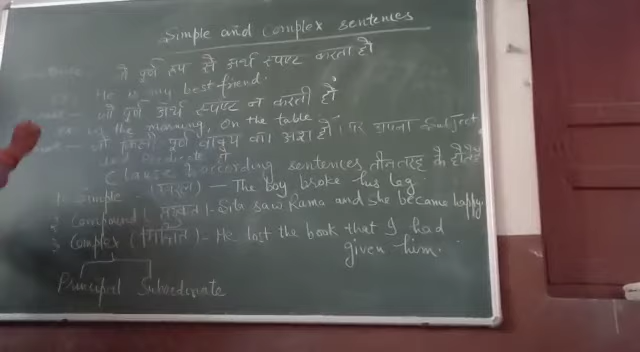 Simple and Complex sentences
जो पूर्ण रूप से अर्थ स्पष्ट करता हो
He is my best friend.
जो पूर्ण अर्थ स्पष्ट न करती हो
in the morning, on the table.
जो किसी पूर्ण वाक्य का अंश हो । पर अपना Subject
and Predicate हो
Clause according sentences तीन तरह के होते हैं
1. Simple (सरल) - The boy broke his leg.
2. Compound (संयुक्त) - Sita saw Rama and she became happy.
3. Complex (मिश्रित) - He lost the book that I had
given him.
Principal Subordinate